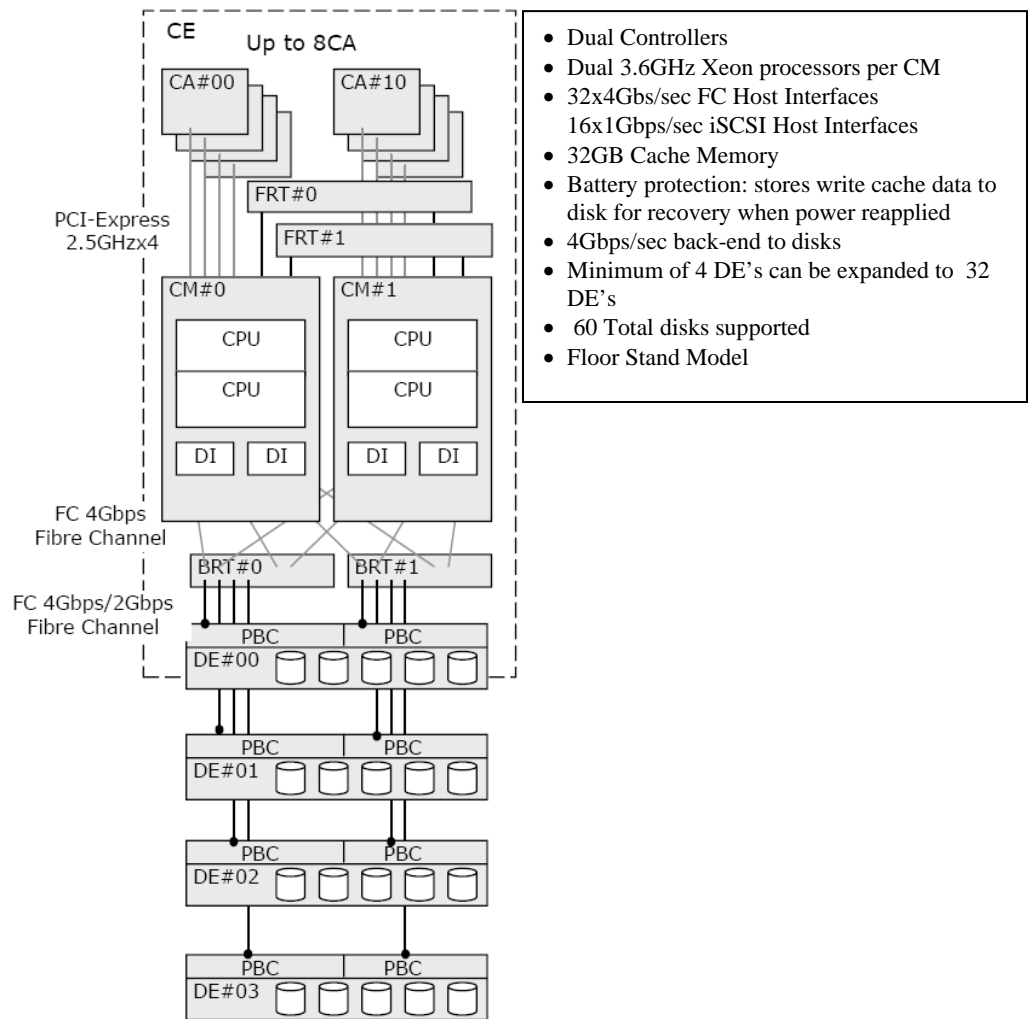 CE
Up to 8CA
CA#00
CA#10
FRT#0
PCI-Express
2.5GHzx4
FRT#1
CM#0
CM#1
CPU
CPU
CPU
CPU
DI
DI
DI
DI
FC 4Gbps
Fibre Channel
BRT#0
BRT#1
FC 4Gbps/2Gbps
Fibre Channel
PBC
PBC
DE#00
PBC
PBC
DE#01
PBC
PBC
DE#02
PBC
PBC
DE#03
• Dual Controllers
• Dual 3.6GHz Xeon processors per CM
• 32x4Gbs/sec FC Host Interfaces
16x1Gbps/sec iSCSI Host Interfaces
• 32GB Cache Memory
• Battery protection: stores write cache data to
disk for recovery when power reapplied
• 4Gbps/sec back-end to disks
• Minimum of 4 DE's can be expanded to 32
DE's
• 60 Total disks supported
• Floor Stand Model